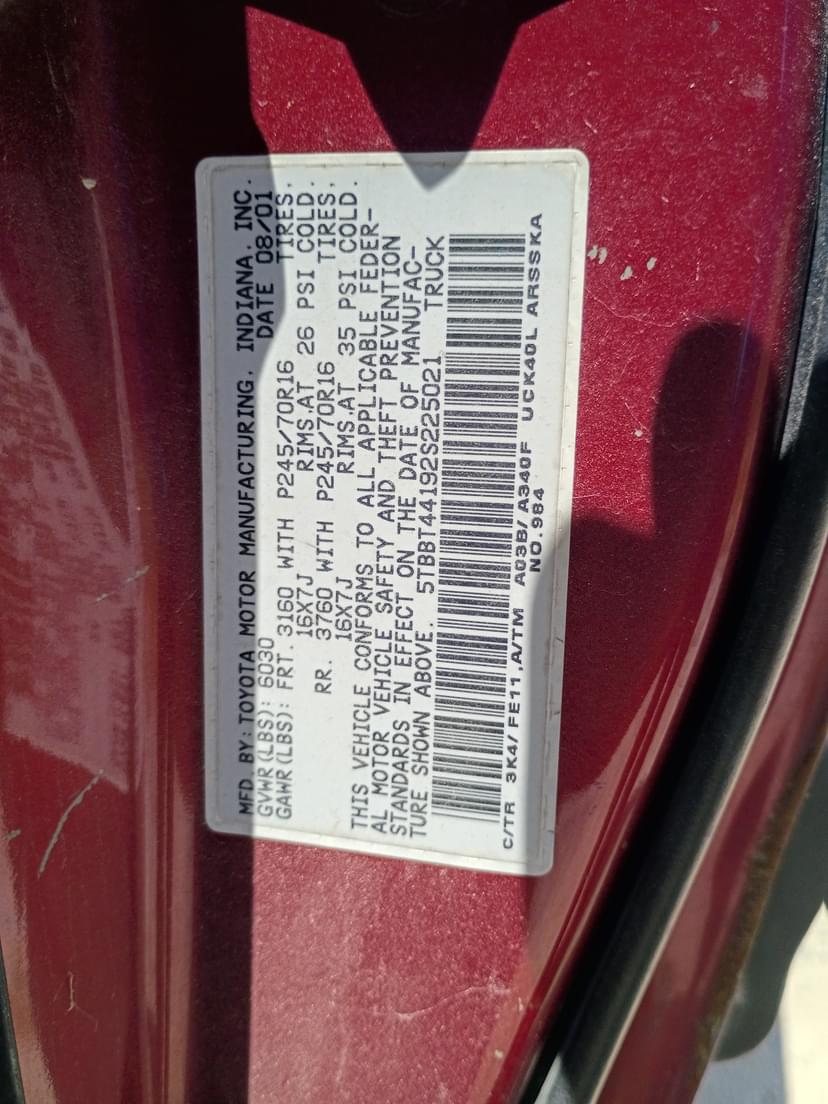 MFD. BY: TOYOTA MOTOR MANUFACTURING, INDIANA, INC.
GVWR(LBS): 6030 DATE 08/01
GAWR(LBS): FRT. 3160 WITH P245/70R16 TIRES,
16X7J RIMS,AT 26 PSI COLD.
RR. 3760 WITH P245/70R16 TIRES,
16X7J RIMS,AT 35 PSI COLD.
THIS VEHICLE CONFORMS TO ALL APPLICABLE FEDER-
AL MOTOR VEHICLE SAFETY AND THEFT PREVENTION
STANDARDS IN EFFECT ON THE DATE OF MANUFAC-
TURE SHOWN ABOVE. 5TBBT44192S225021 TRUCK
C/TR 3K4/FE11,A/TM A03B/A340F UCK40L ARSSKA
NO.984